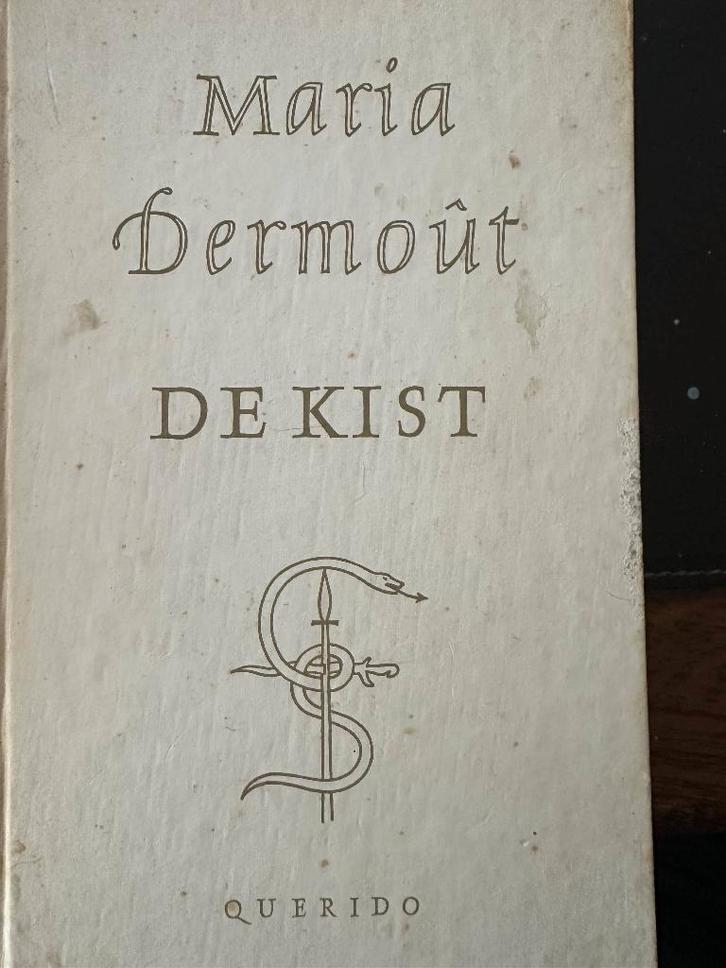 Maria
Dermoût
DE KIST
QUERIDO